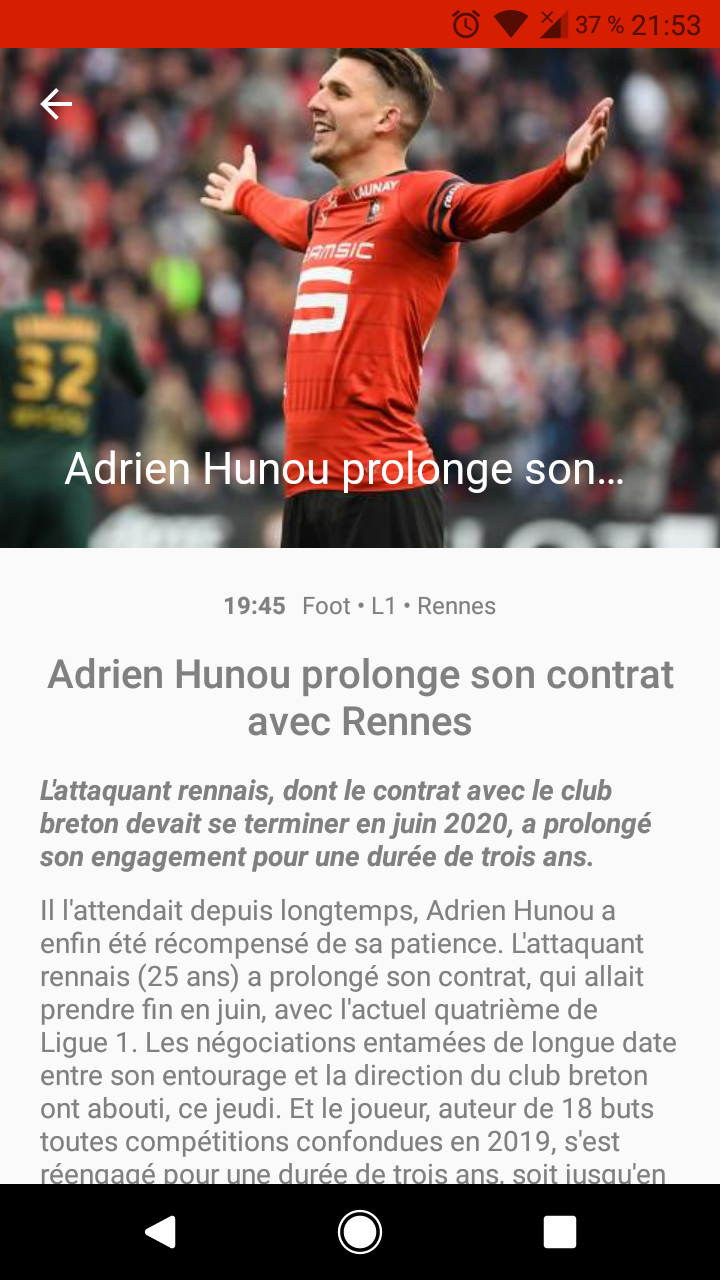 37 % 21:53
LAUNAY
32
Adrien Hunou prolonge son…
19:45 Foot • L1 • Rennes
Adrien Hunou prolonge son contrat
avec Rennes
L'attaquant rennais, dont le contrat avec le club
breton devait se terminer en juin 2020, a prolongé
son engagement pour une durée de trois ans.
Il l'attendait depuis longtemps, Adrien Hunou a
enfin été récompensé de sa patience. L'attaquant
rennais (25 ans) a prolongé son contrat, qui allait
prendre fin en juin, avec l'actuel quatrième de
Ligue 1. Les négociations entamées de longue date
entre son entourage et la direction du club breton
ont abouti, ce jeudi. Et le joueur, auteur de 18 buts
toutes compétitions confondues en 2019, s'est
réengagé pour une durée de trois ans, soit jusqu'en